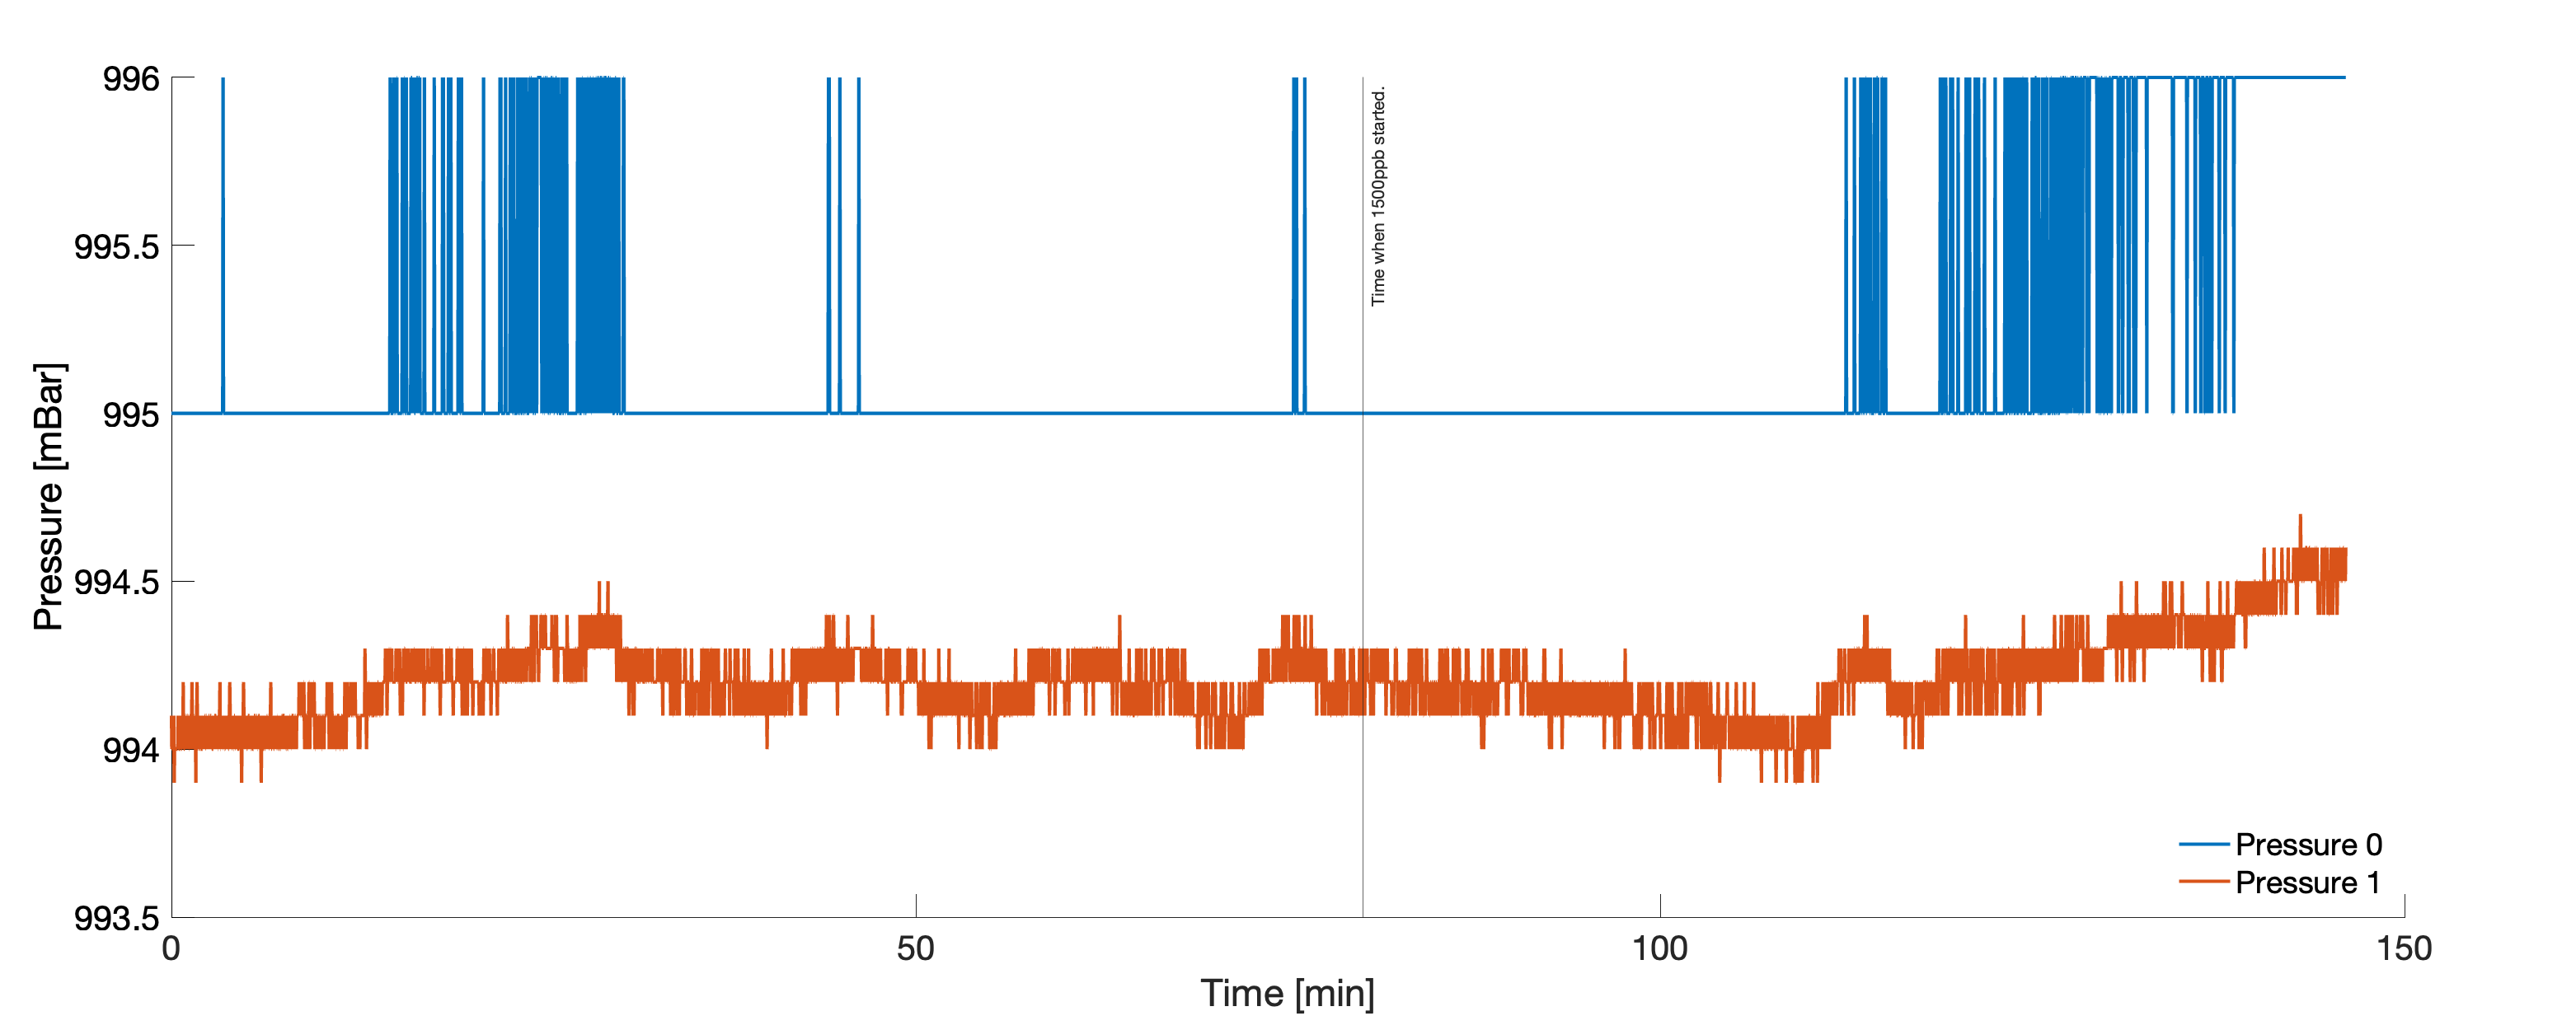 996
995.5
995
994.5
994
993.5
Pressure [mBar]
Time when 1500ppb started.
Pressure 0
Pressure 1
0
50
100
150
Time [min]